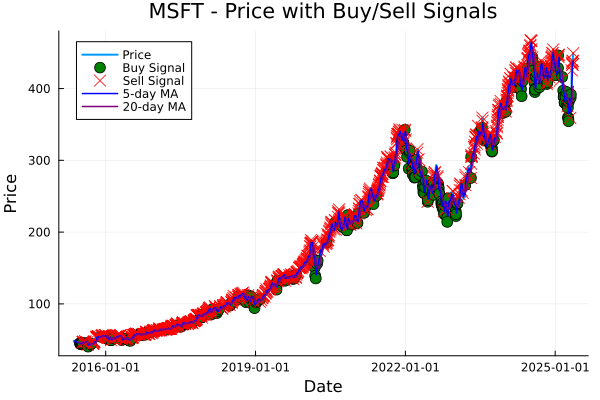 MSFT - Price with Buy/Sell Signals
Price
Buy Signal
Sell Signal
5-day MA
20-day MA
Price
400
300
200
100
2016-01-01
2019-01-01
2022-01-01
2025-01-01
Date